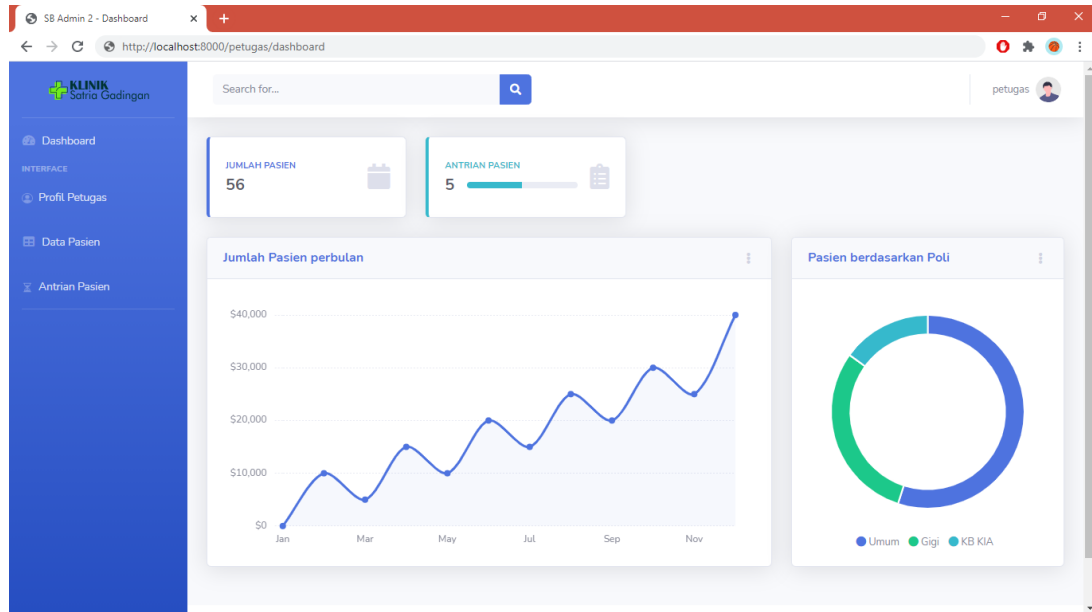 SB Admin 2 - Dashboard
http://localhost:8000/petugas/dashboard
KLINIK
Satria Gadingan
Search for...
petugas
Dashboard
INTERFACE
Profil Petugas
Data Pasien
Antrian Pasien
JUMLAH PASIEN
56
ANTRIAN PASIEN
5
Jumlah Pasien perbulan
$40,000
$30,000
$20,000
$10,000
$0
Jan Mar May Jul Sep Nov
Pasien berdasarkan Poli
Umum Gigi KB KIA